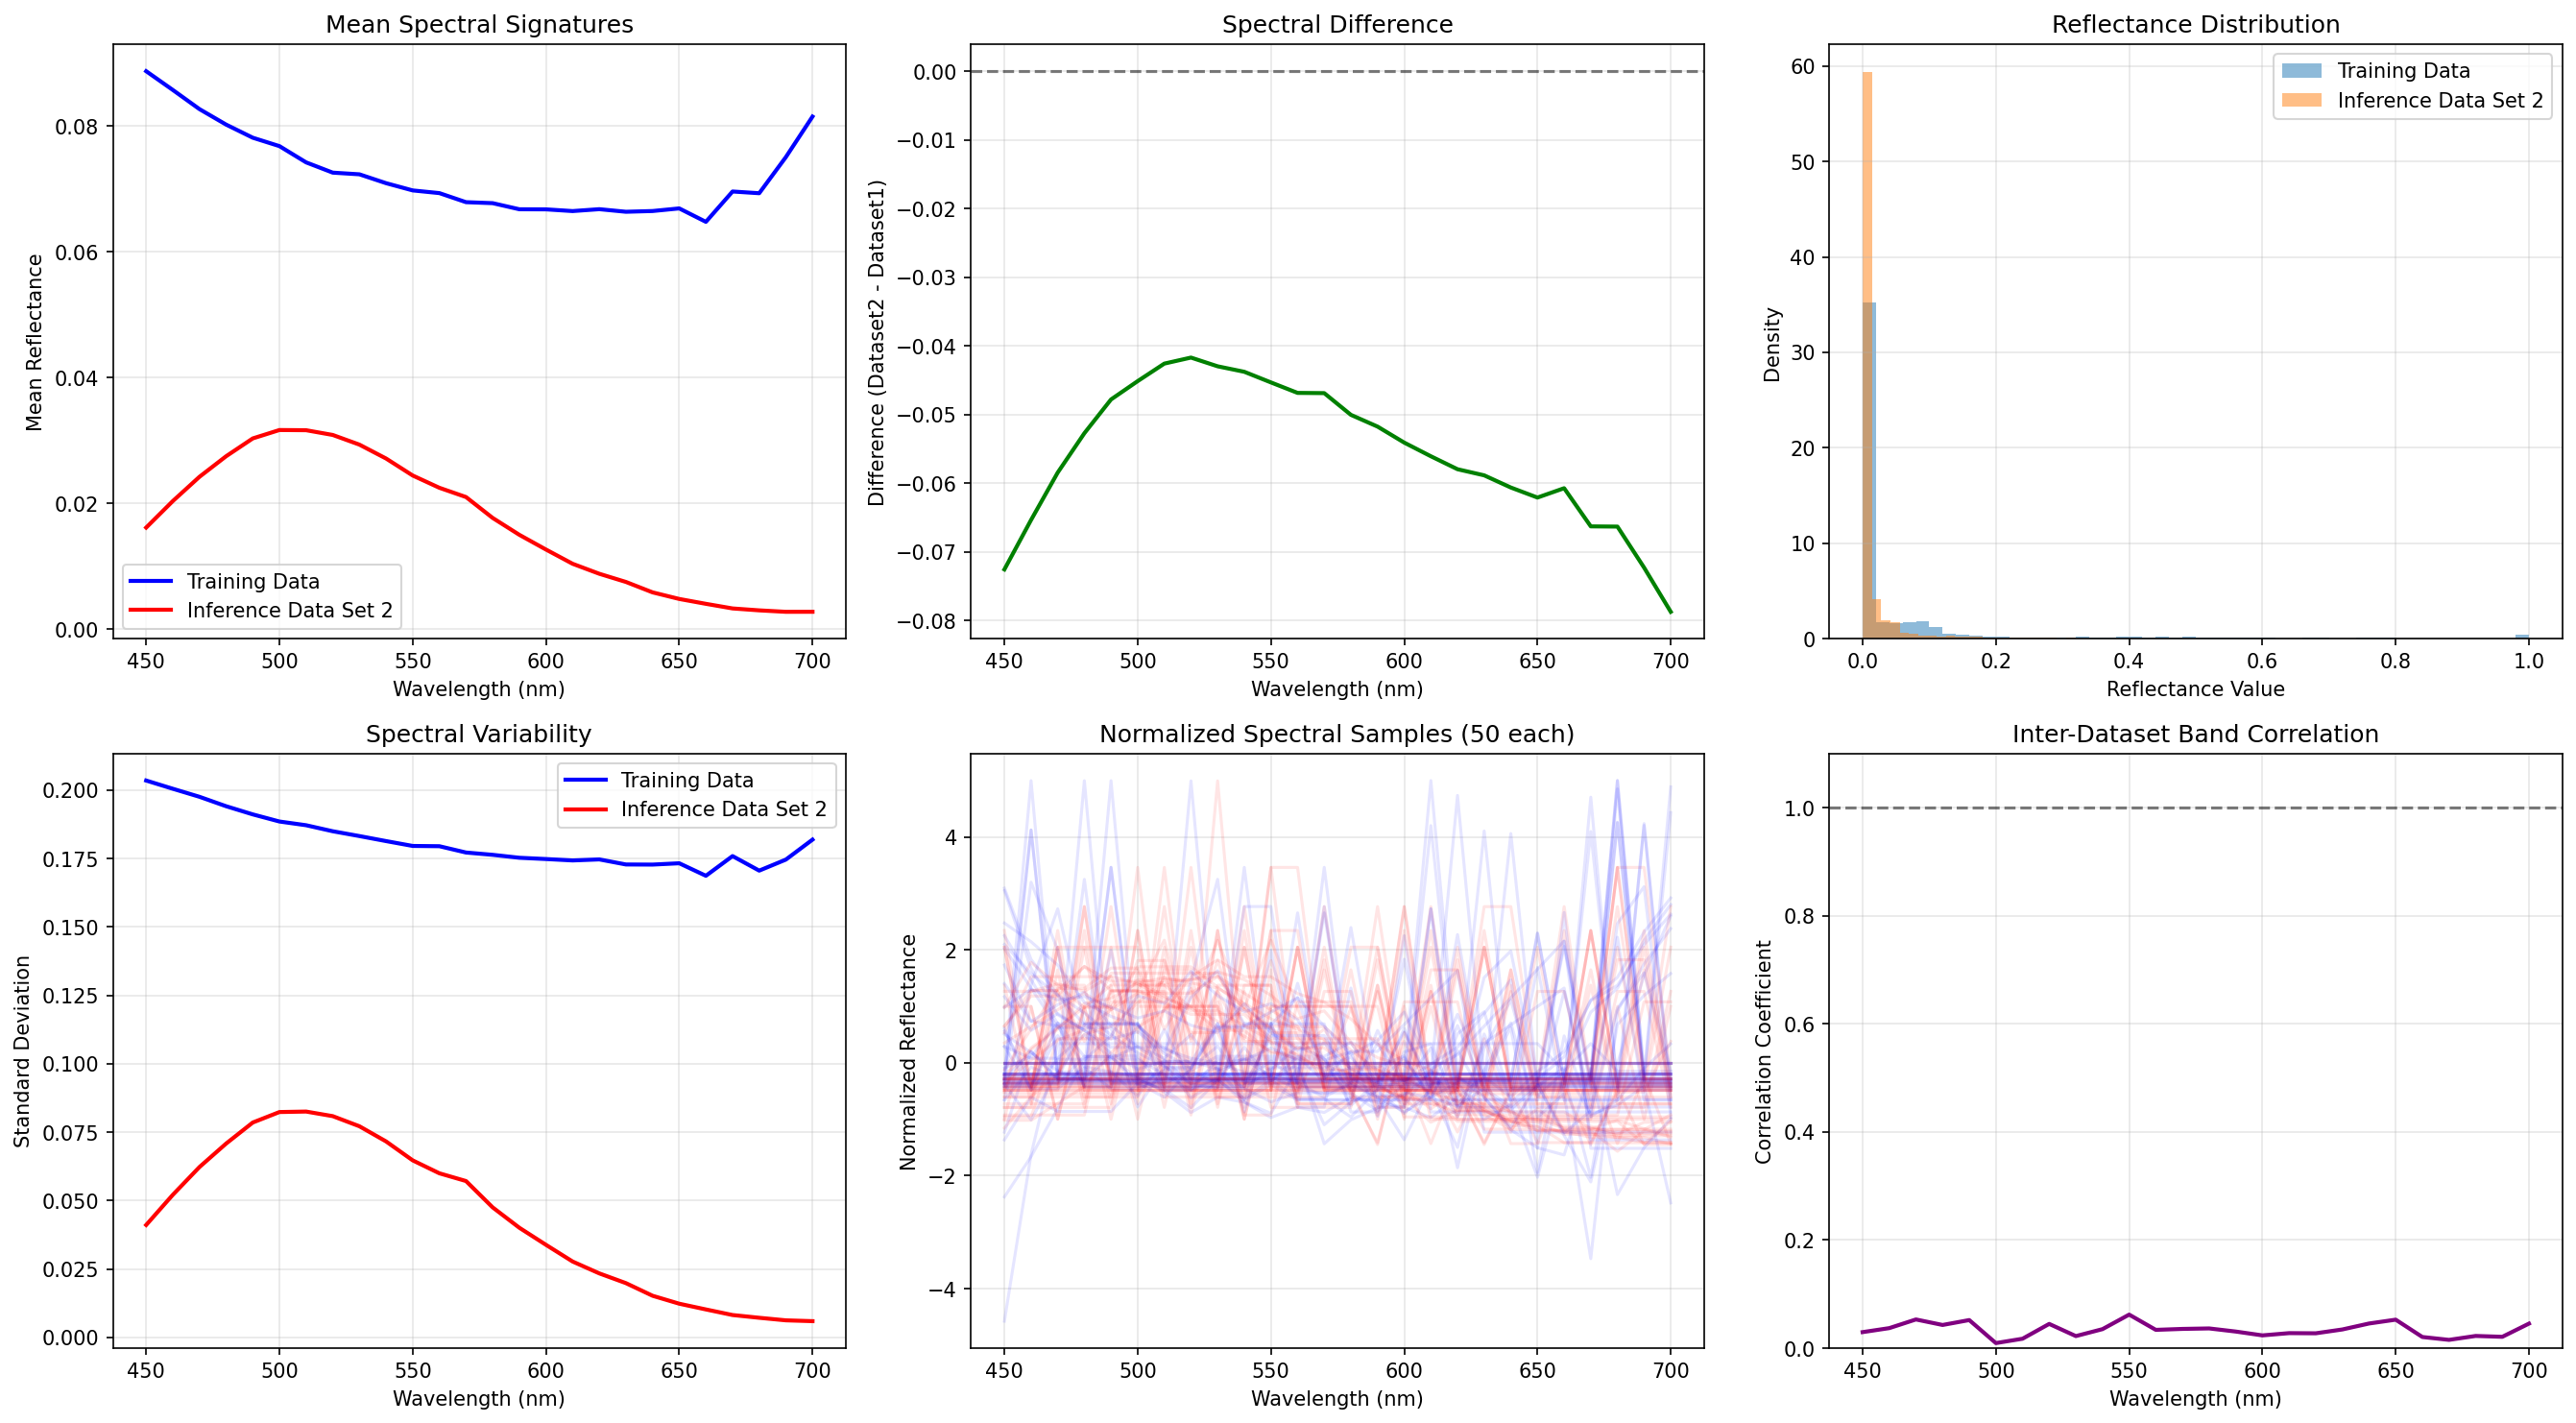 Mean Spectral Signatures
Mean Reflectance
0.08
0.06
0.04
0.02
0.00
Training Data
Inference Data Set 2
450 500 550 600 650 700
Wavelength (nm)
Spectral Difference
Difference (Dataset2 - Dataset1)
0.00
−0.01
−0.02
−0.03
−0.04
−0.05
−0.06
−0.07
−0.08
450 500 550 600 650 700
Wavelength (nm)
Reflectance Distribution
Density
60
50
40
30
20
10
0
Training Data
Inference Data Set 2
0.0 0.2 0.4 0.6 0.8 1.0
Reflectance Value
Spectral Variability
Standard Deviation
0.200
0.175
0.150
0.125
0.100
0.075
0.050
0.025
0.000
Training Data
Inference Data Set 2
450 500 550 600 650 700
Wavelength (nm)
Normalized Spectral Samples (50 each)
Normalized Reflectance
4
2
0
−2
−4
450 500 550 600 650 700
Wavelength (nm)
Inter-Dataset Band Correlation
Correlation Coefficient
1.0
0.8
0.6
0.4
0.2
0.0
450 500 550 600 650 700
Wavelength (nm)